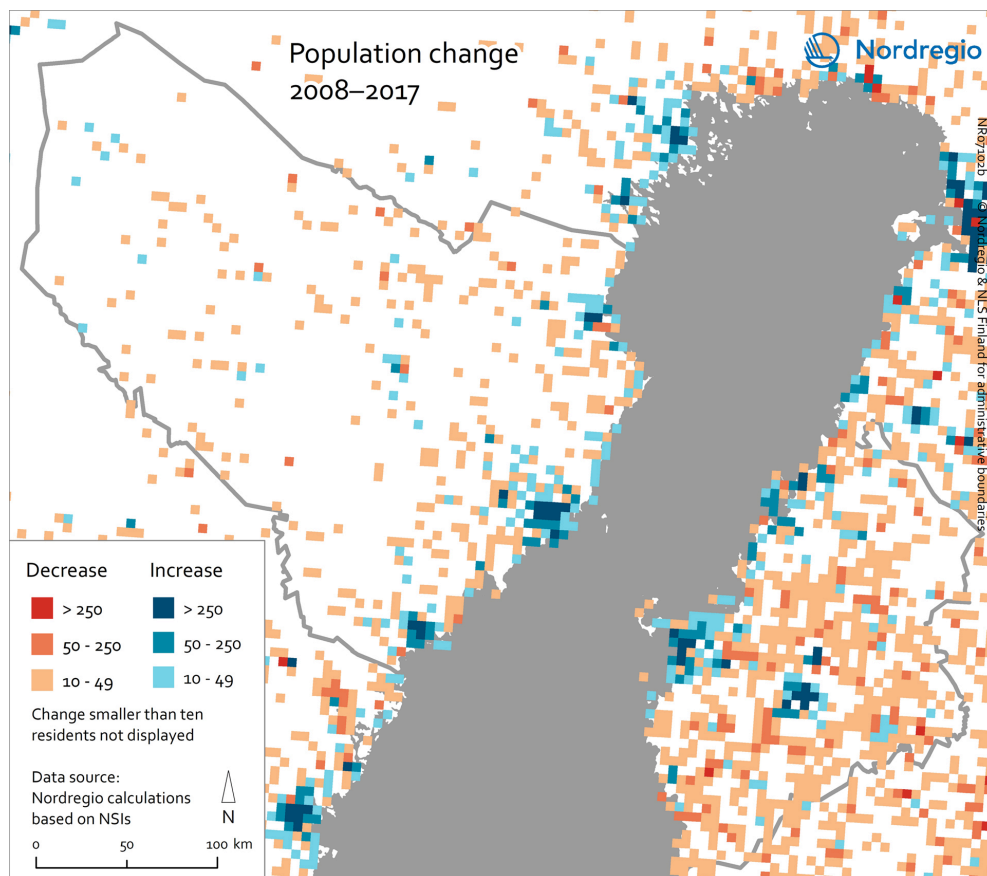 Population change
2008–2017
Nordregio
NR07102b © Nordregio & NLS Finland for administrative boundaries
Decrease Increase
> 250 > 250
50 - 250 50 - 250
10 - 49 10 - 49
Change smaller than ten
residents not displayed
Data source:
Nordregio calculations
based on NSIs
N
0 50 100 km